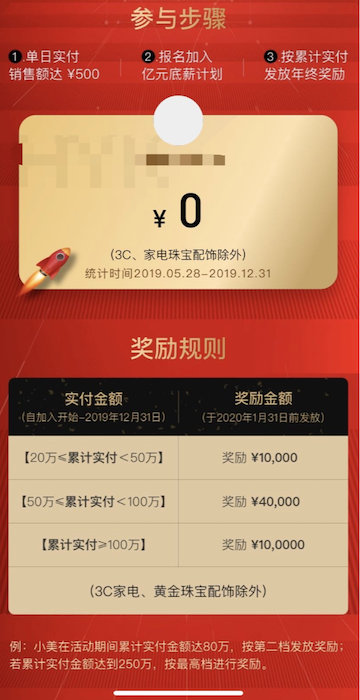 参与步骤
1 单日实付 2 报名加入 3 按累计实付
销售额达 ¥500 亿元底薪计划 发放年终奖励
¥ 0
(3C、家电珠宝配饰除外)
统计时间2019.05.28-2019.12.31
奖励规则
实付金额 奖励金额
(自加入开始-2019年12月31日) (于2020年1月31日前发放)
【20万≤累计实付<50万】 奖励 ¥10,000
【50万≤累计实付<100万】 奖励 ¥40,000
【累计实付≥100万】 奖励 ¥10,0000
(3C家电、黄金珠宝配饰除外)
例：小美在活动期间累计实付金额达80万，按第二档发放奖励；
若累计实付金额达到250万，按最高档进行奖励。